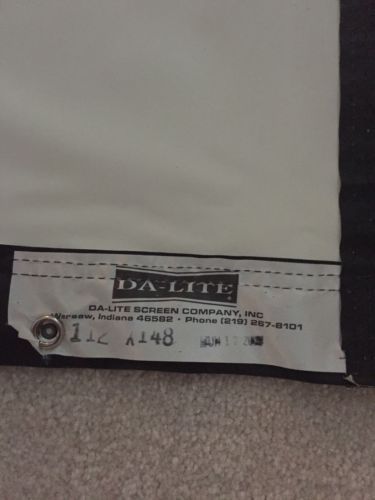 DA-LITE®
DA-LITE SCREEN COMPANY, INC
Warsaw, Indiana 46582 · Phone (219) 267-8101
112 X148